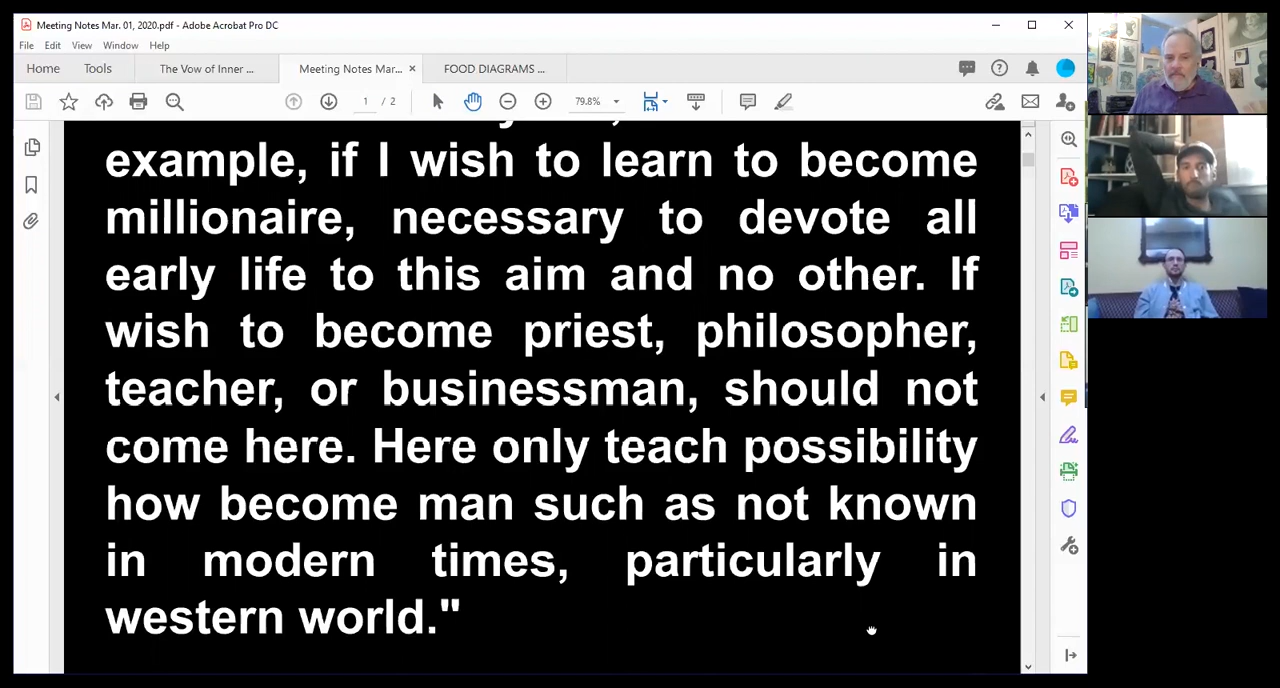 Meeting Notes Mar. 01, 2020.pdf - Adobe Acrobat Pro DC
File Edit View Window Help
Home Tools The Vow of Inner ... Meeting Notes Mar... × FOOD DIAGRAMS ...
1 / 2 79.8%
example, if I wish to learn to become
millionaire, necessary to devote all
early life to this aim and no other. If
wish to become priest, philosopher,
teacher, or businessman, should not
come here. Here only teach possibility
how become man such as not known
in modern times, particularly in
western world."